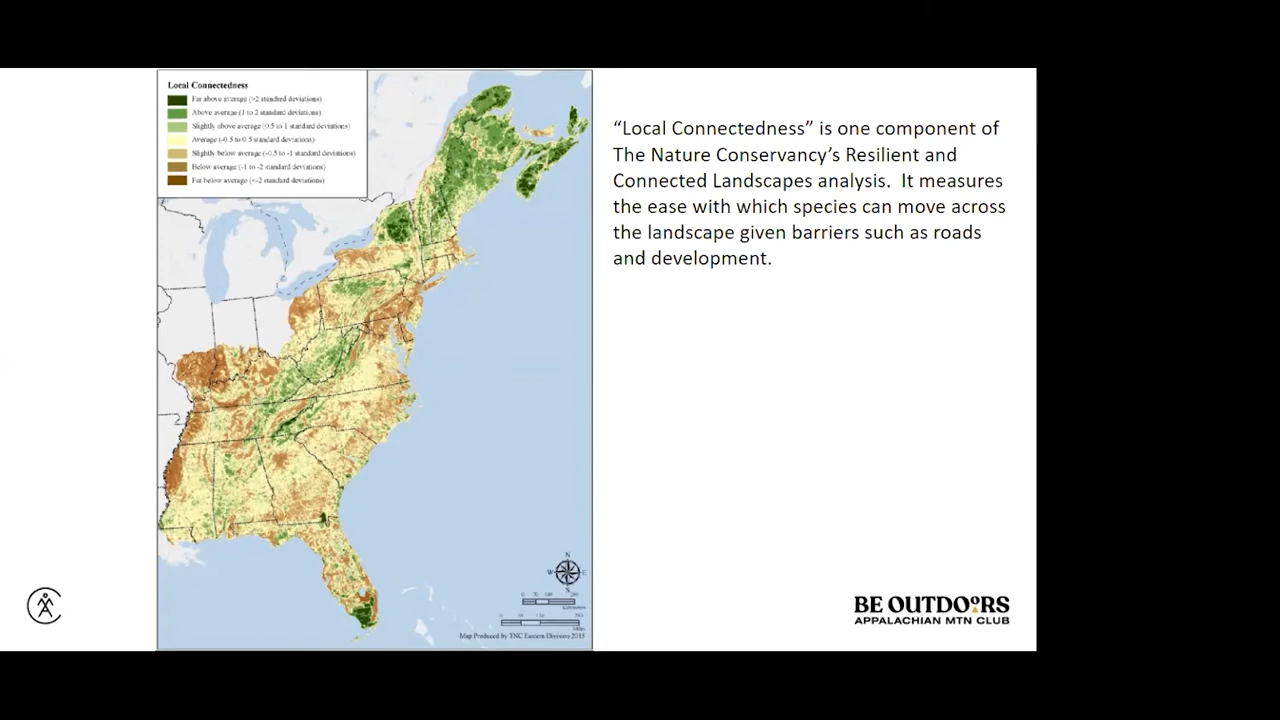 Local Connectedness
Far above average (>2 standard deviations)
Above average (1 to 2 standard deviations)
Slightly above average (0.5 to 1 standard deviations)
Average (-0.5 to 0.5 standard deviations)
Slightly below average (-0.5 to -1 standard deviations)
Below average (-1 to -2 standard deviations)
Far below average (<-2 standard deviations)
“Local Connectedness” is one component of
The Nature Conservancy’s Resilient and
Connected Landscapes analysis. It measures
the ease with which species can move across
the landscape given barriers such as roads
and development.
N
W E
S
Kilometers
Miles
Map Produced by TNC Eastern Division 2015
BE OUTDOORS
APPALACHIAN MTN CLUB